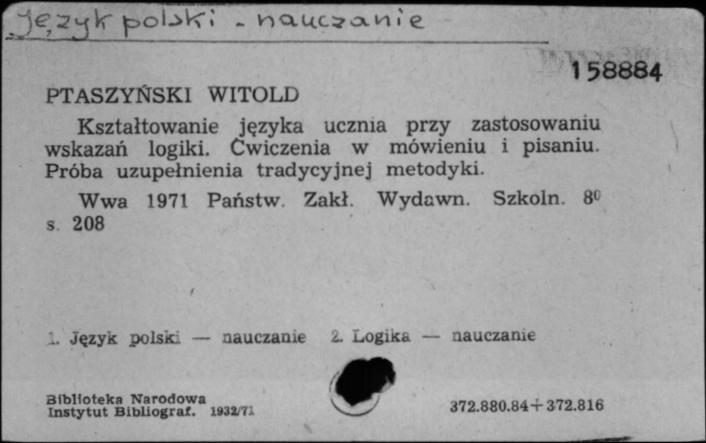 Język polski - nauczanie
158884
PTASZYŃSKI WITOLD
Kształtowanie języka ucznia przy zastosowaniu
wskazań logiki. Ćwiczenia w mówieniu i pisaniu.
Próba uzupełnienia tradycyjnej metodyki.
Wwa 1971 Państw. Zakł. Wydawn. Szkoln. 8⁰
s. 208
1. Język polski — nauczanie 2. Logika — nauczanie
Biblioteka Narodowa
Instytut Bibliograf. 1932/71
372.880.84+372.816